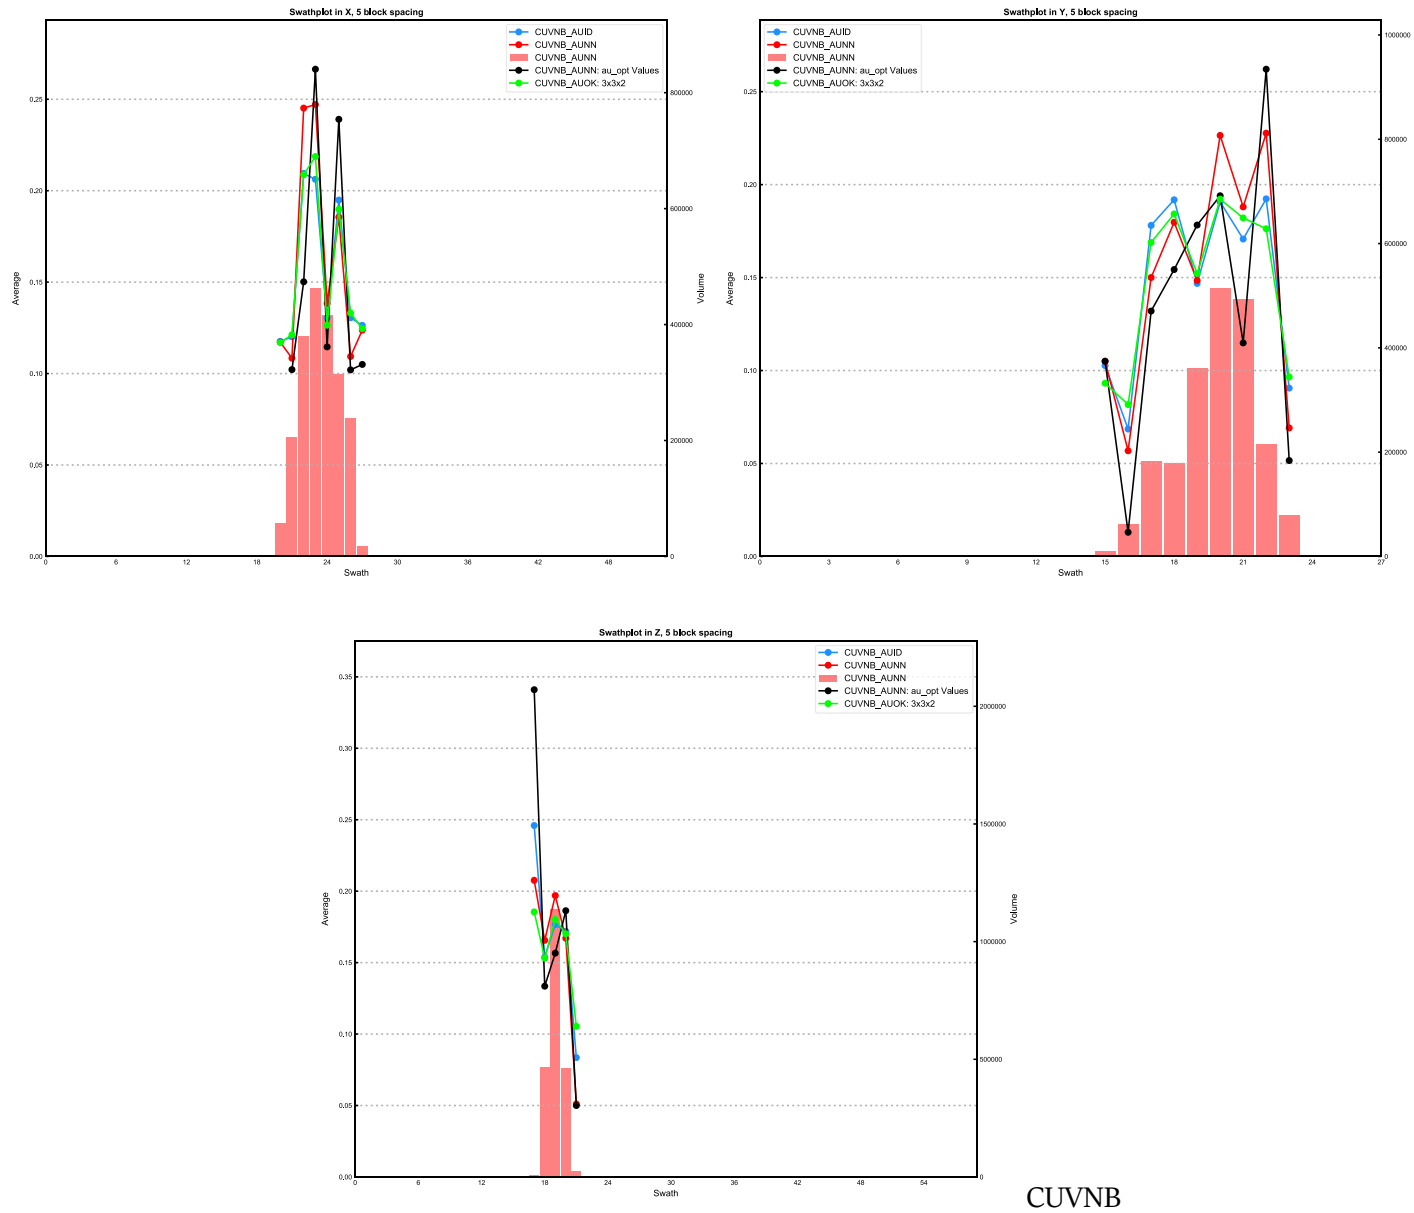 Swathplot in X, 5 block spacing
CUVNB_AUID
CUVNB_AUNN
CUVNB_AUNN
CUVNB_AUNN: au_opt Values
CUVNB_AUOK: 3x3x2
Average
0.25
0.20
0.15
0.10
0.05
0.00
Volume
800000
600000
400000
200000
0
0 6 12 18 24 30 36 42 48
Swath
Swathplot in Y, 5 block spacing
CUVNB_AUID
CUVNB_AUNN
CUVNB_AUNN
CUVNB_AUNN: au_opt Values
CUVNB_AUOK: 3x3x2
Average
0.25
0.20
0.15
0.10
0.05
0.00
1000000
800000
600000
400000
200000
0
0 3 6 9 12 15 18 21 24 27
Swath
Swathplot in Z, 5 block spacing
CUVNB_AUID
CUVNB_AUNN
CUVNB_AUNN
CUVNB_AUNN: au_opt Values
CUVNB_AUOK: 3x3x2
Average
0.35
0.30
0.25
0.20
0.15
0.10
0.05
0.00
Volume
2000000
1500000
1000000
500000
0
0 6 12 18 24 30 36 42 48 54
Swath
CUVNB